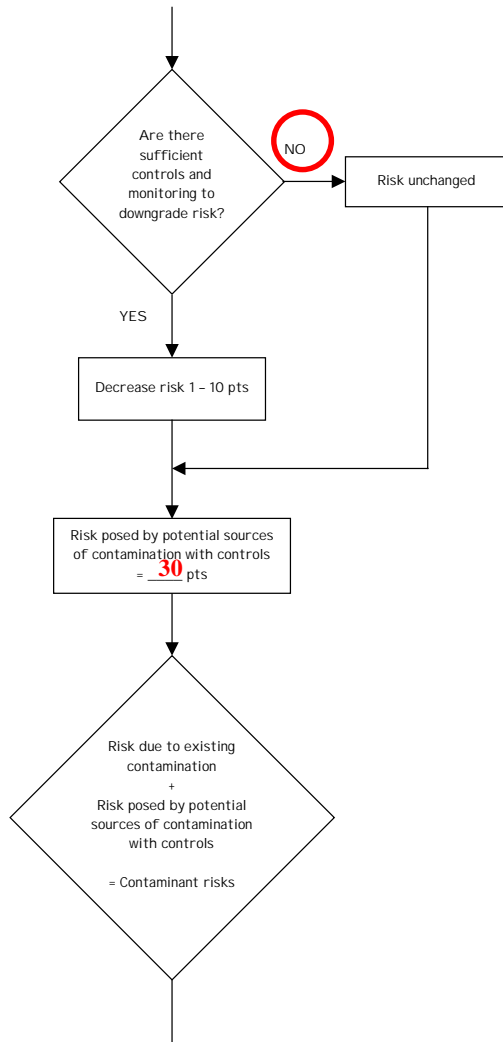 Are there
sufficient
controls and
monitoring to
downgrade risk?
NO
Risk unchanged
YES
Decrease risk 1 – 10 pts
Risk posed by potential sources
of contamination with controls
= 30 pts
Risk due to existing
contamination
+
Risk posed by potential
sources of contamination
with controls
= Contaminant risks